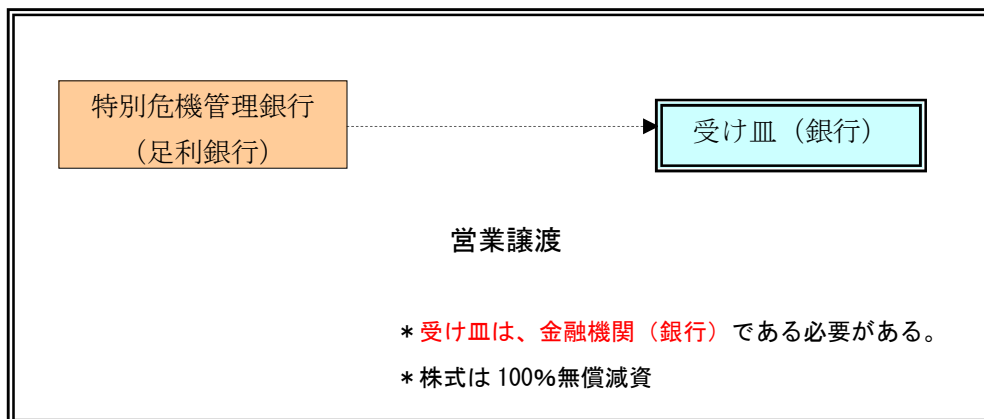 特別危機管理銀行
(足利銀行)
受け皿(銀行)
営業譲渡
*受け皿は、金融機関(銀行)である必要がある。
*株式は100%無償減資